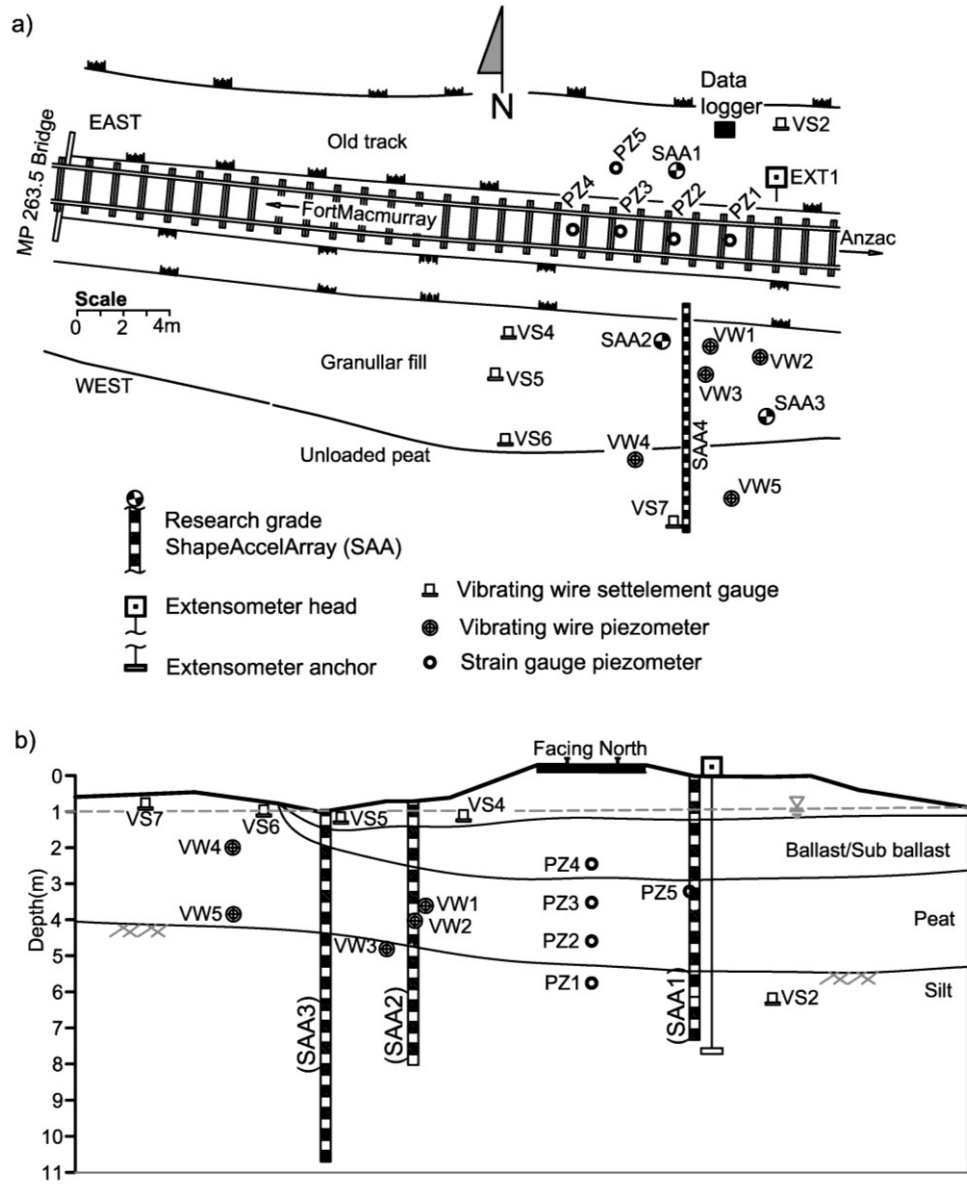 a)
N
Data
logger
VS2
EAST
Old track
PZ5
SAA1
EXT1
MP 263.5 Bridge
FortMacmurray
PZ4
PZ3
PZ2
PZ1
Anzac
Scale
0 2 4m
VS4
SAA2
VW1
VW2
Granullar fill
VS5
VW3
WEST
SAA3
SAA4
VS6
VW4
Unloaded peat
VW5
VS7
Research grade
ShapeAccelArray (SAA)
Extensometer head
Extensometer anchor
Vibrating wire settelement gauge
Vibrating wire piezometer
Strain gauge piezometer
b)
Facing North
Depth(m)
0
1
2
3
4
5
6
7
8
9
10
11
VS7
VS6
VS5
VS4
VW4
VW5
VW1
VW2
VW3
PZ4
PZ3
PZ2
PZ1
PZ5
Ballast/Sub ballast
Peat
Silt
VS2
(SAA3)
(SAA2)
(SAA1)